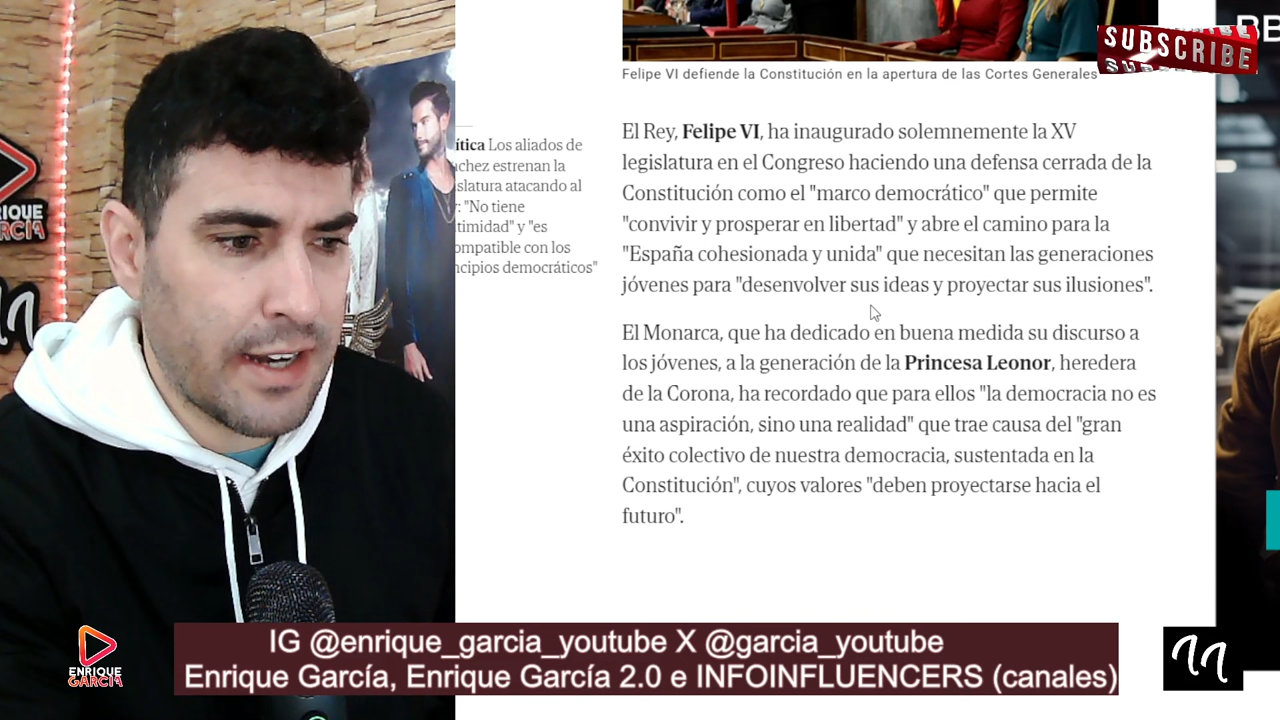 SUBSCRIBE
Felipe VI defiende la Constitución en la apertura de las Cortes Generales
ítica Los aliados de
chez estrenan la
slatura atacando al
: "No tiene
timidad" y "es
ompatible con los
ncipios democráticos"
El Rey, Felipe VI, ha inaugurado solemnemente la XV
legislatura en el Congreso haciendo una defensa cerrada de la
Constitución como el "marco democrático" que permite
"convivir y prosperar en libertad" y abre el camino para la
"España cohesionada y unida" que necesitan las generaciones
jóvenes para "desenvolver sus ideas y proyectar sus ilusiones".
El Monarca, que ha dedicado en buena medida su discurso a
los jóvenes, a la generación de la Princesa Leonor, heredera
de la Corona, ha recordado que para ellos "la democracia no es
una aspiración, sino una realidad" que trae causa del "gran
éxito colectivo de nuestra democracia, sustentada en la
Constitución", cuyos valores "deben proyectarse hacia el
futuro".
RIQUE
GARCIA
ENRIQUE
GARCIA
IG @enrique_garcia_youtube X @garcia_youtube
Enrique García, Enrique García 2.0 e INFOINFLUENCERS (canales)